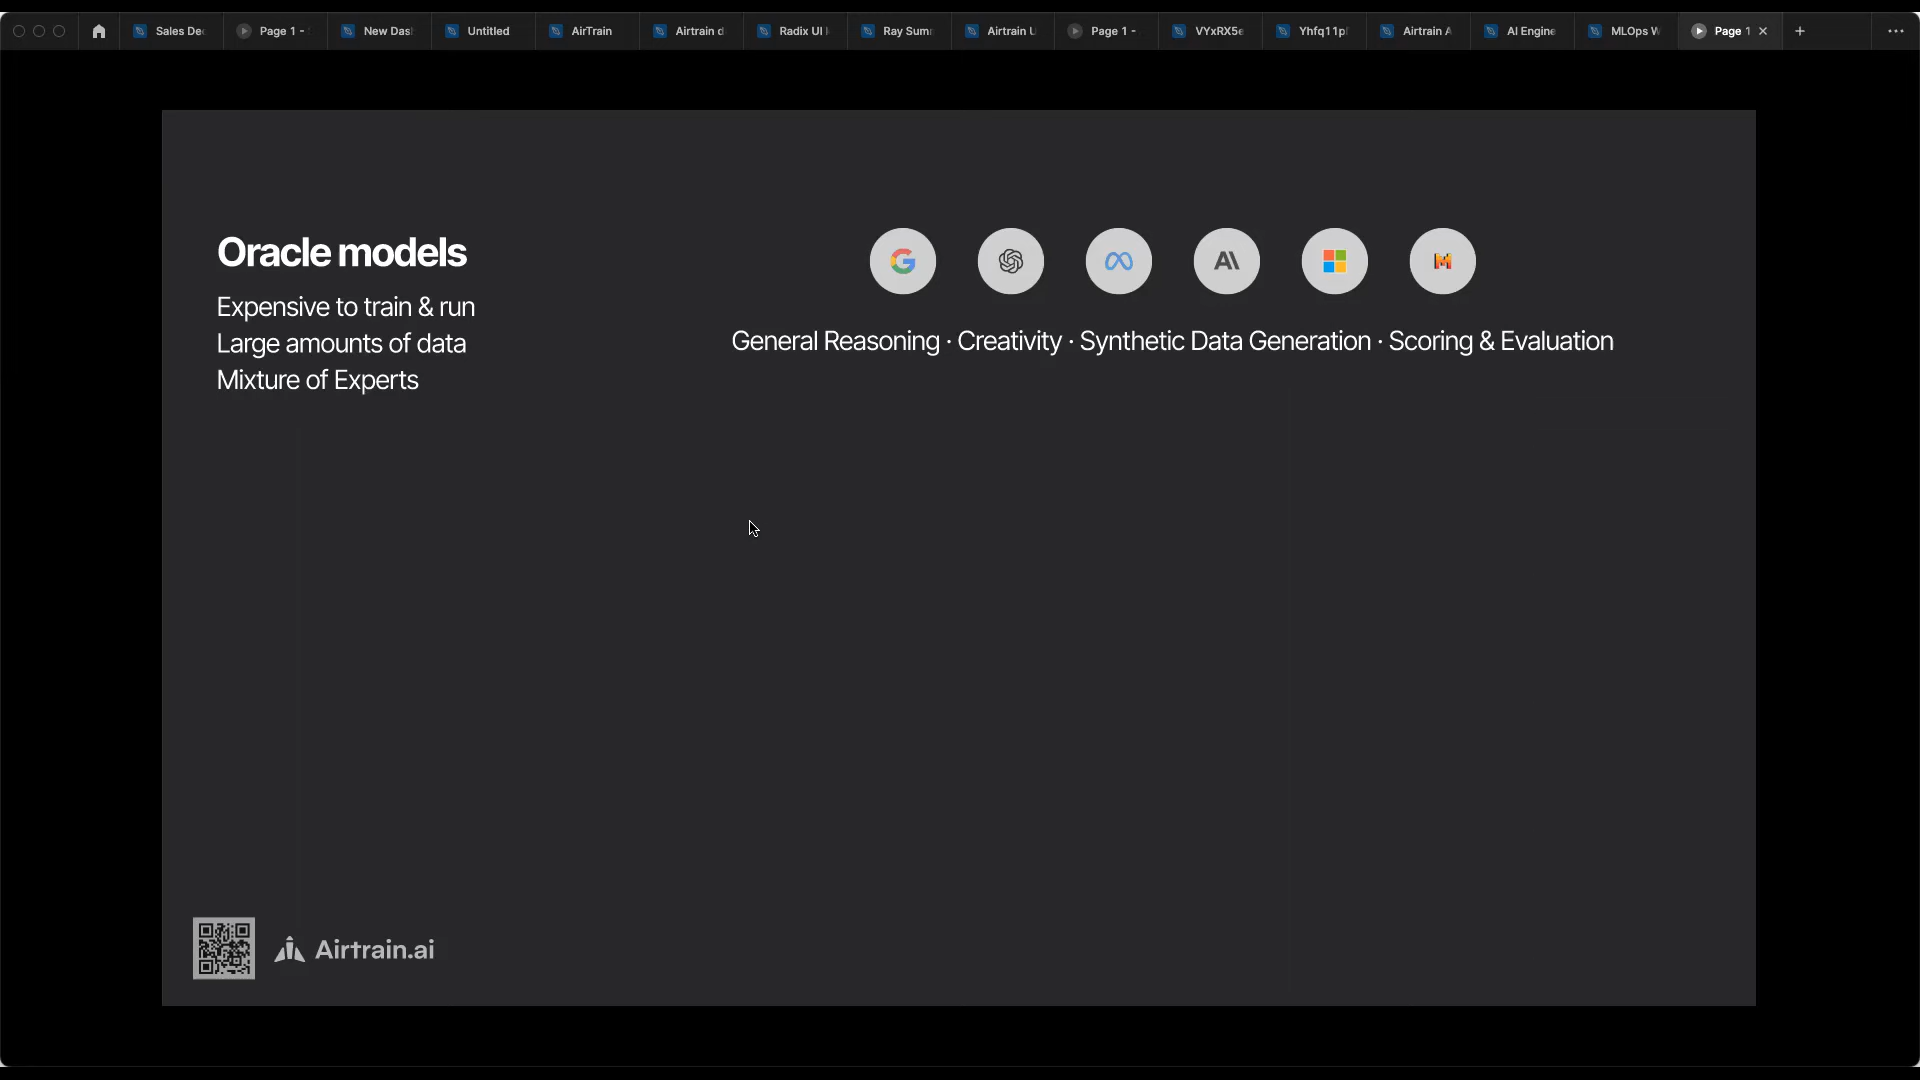 Sales De
Page 1 -
New Das
Untitled
AirTrain
Airtrain d
Radix UI
Ray Sum
Airtrain U
Page 1 -
VYxRX5e
Yhfq11p
Airtrain A
AI Engine
MLOps W
Page 1
Oracle models
Expensive to train & run
Large amounts of data
Mixture of Experts
General Reasoning · Creativity · Synthetic Data Generation · Scoring & Evaluation
Airtrain.ai